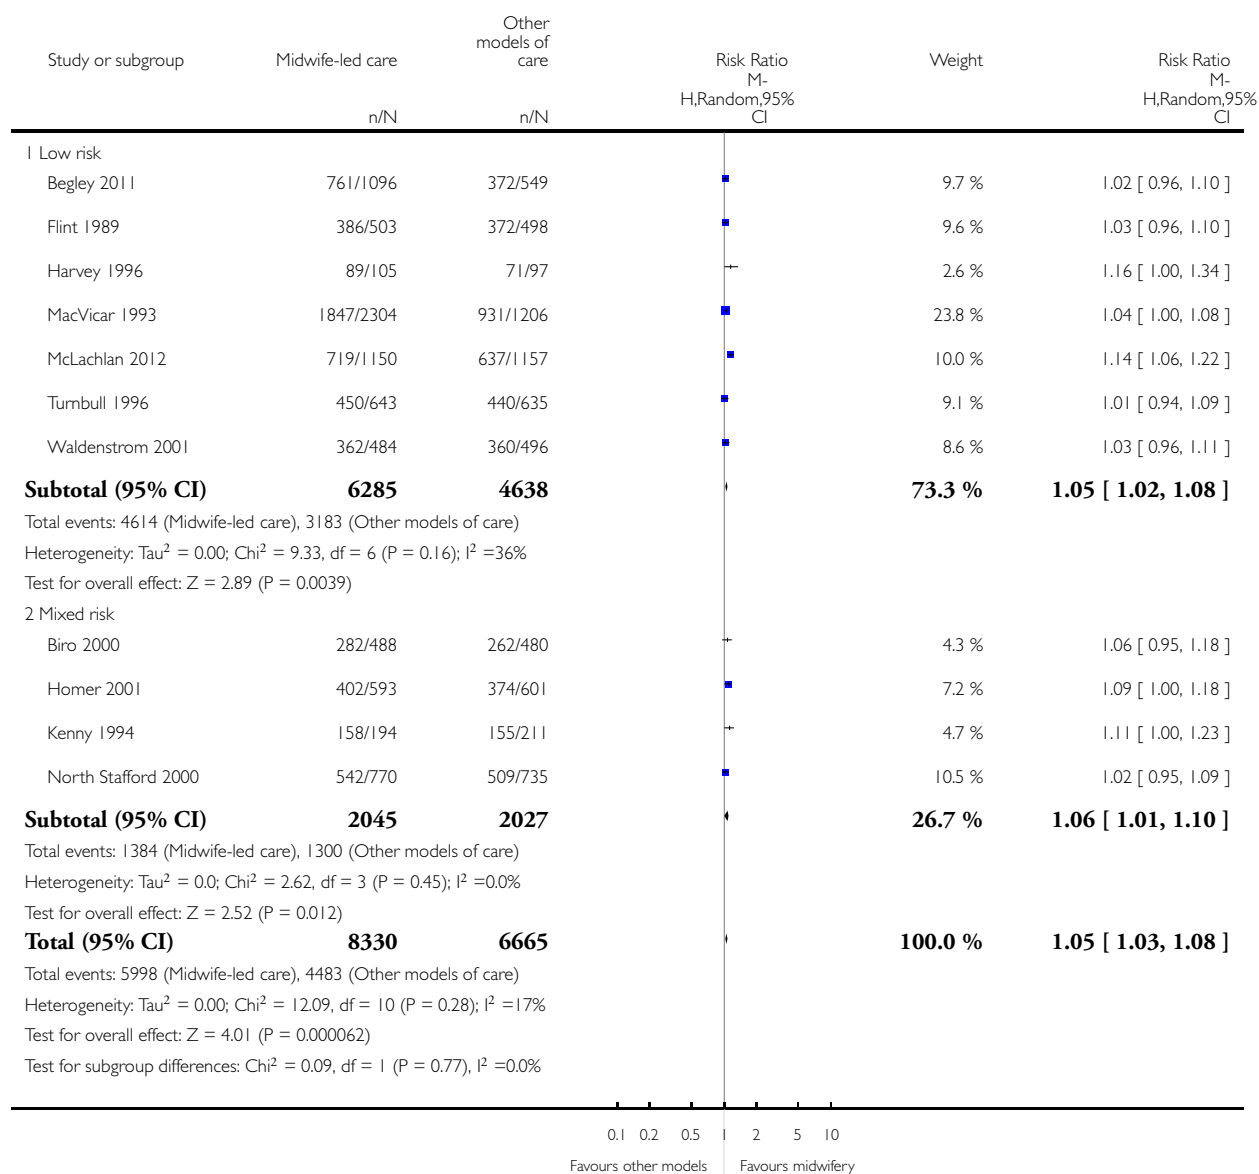 Other
models of
Study or subgroup Midwife-led care care Risk Ratio Weight Risk Ratio
M- M-
H,Random,95% H,Random,95%
n/N n/N CI CI
1 Low risk
Begley 2011 761/1096 372/549 9.7 % 1.02 [ 0.96, 1.10 ]
Flint 1989 386/503 372/498 9.6 % 1.03 [ 0.96, 1.10 ]
Harvey 1996 89/105 71/97 2.6 % 1.16 [ 1.00, 1.34 ]
MacVicar 1993 1847/2304 931/1206 23.8 % 1.04 [ 1.00, 1.08 ]
McLachlan 2012 719/1150 637/1157 10.0 % 1.14 [ 1.06, 1.22 ]
Turnbull 1996 450/643 440/635 9.1 % 1.01 [ 0.94, 1.09 ]
Waldenstrom 2001 362/484 360/496 8.6 % 1.03 [ 0.96, 1.11 ]
Subtotal (95% CI) 6285 4638 73.3 % 1.05 [ 1.02, 1.08 ]
Total events: 4614 (Midwife-led care), 3183 (Other models of care)
Heterogeneity: Tau² = 0.00; Chi² = 9.33, df = 6 (P = 0.16); I² =36%
Test for overall effect: Z = 2.89 (P = 0.0039)
2 Mixed risk
Biro 2000 282/488 262/480 4.3 % 1.06 [ 0.95, 1.18 ]
Homer 2001 402/593 374/601 7.2 % 1.09 [ 1.00, 1.18 ]
Kenny 1994 158/194 155/211 4.7 % 1.11 [ 1.00, 1.23 ]
North Stafford 2000 542/770 509/735 10.5 % 1.02 [ 0.95, 1.09 ]
Subtotal (95% CI) 2045 2027 26.7 % 1.06 [ 1.01, 1.10 ]
Total events: 1384 (Midwife-led care), 1300 (Other models of care)
Heterogeneity: Tau² = 0.0; Chi² = 2.62, df = 3 (P = 0.45); I² =0.0%
Test for overall effect: Z = 2.52 (P = 0.012)
Total (95% CI) 8330 6665 100.0 % 1.05 [ 1.03, 1.08 ]
Total events: 5998 (Midwife-led care), 4483 (Other models of care)
Heterogeneity: Tau² = 0.00; Chi² = 12.09, df = 10 (P = 0.28); I² =17%
Test for overall effect: Z = 4.01 (P = 0.000062)
Test for subgroup differences: Chi² = 0.09, df = 1 (P = 0.77), I² =0.0%
0.1 0.2 0.5 1 2 5 10
Favours other models Favours midwifery